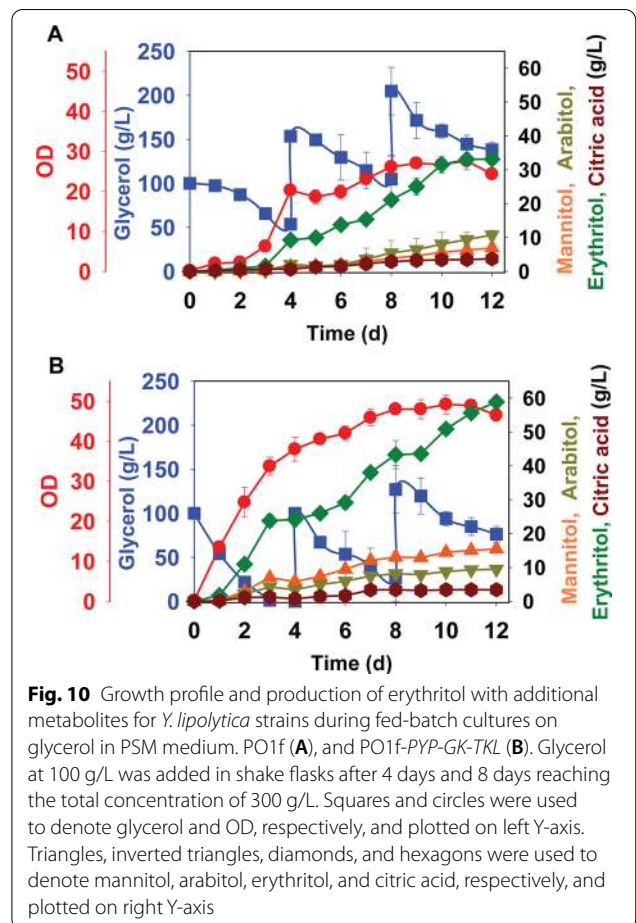 A
OD
50
40
30
20
10
0
Glycerol (g/L)
250
200
150
100
50
0
60
50
40
30
20
10
0
Mannitol, Arabitol,
Erythritol, Citric acid (g/L)
0 2 4 6 8 10 12
Time (d)
B
OD
50
40
30
20
10
0
Glycerol (g/L)
250
200
150
100
50
0
60
50
40
30
20
10
0
Mannitol, Arabitol,
Erythritol, Citric acid (g/L)
0 2 4 6 8 10 12
Time (d)
Fig. 10 Growth profile and production of erythritol with additional
metabolites for Y. lipolytica strains during fed-batch cultures on
glycerol in PSM medium. PO1f (A), and PO1f-PYP-GK-TKL (B). Glycerol
at 100 g/L was added in shake flasks after 4 days and 8 days reaching
the total concentration of 300 g/L. Squares and circles were used
to denote glycerol and OD, respectively, and plotted on left Y-axis.
Triangles, inverted triangles, diamonds, and hexagons were used to
denote mannitol, arabitol, erythritol, and citric acid, respectively, and
plotted on right Y-axis